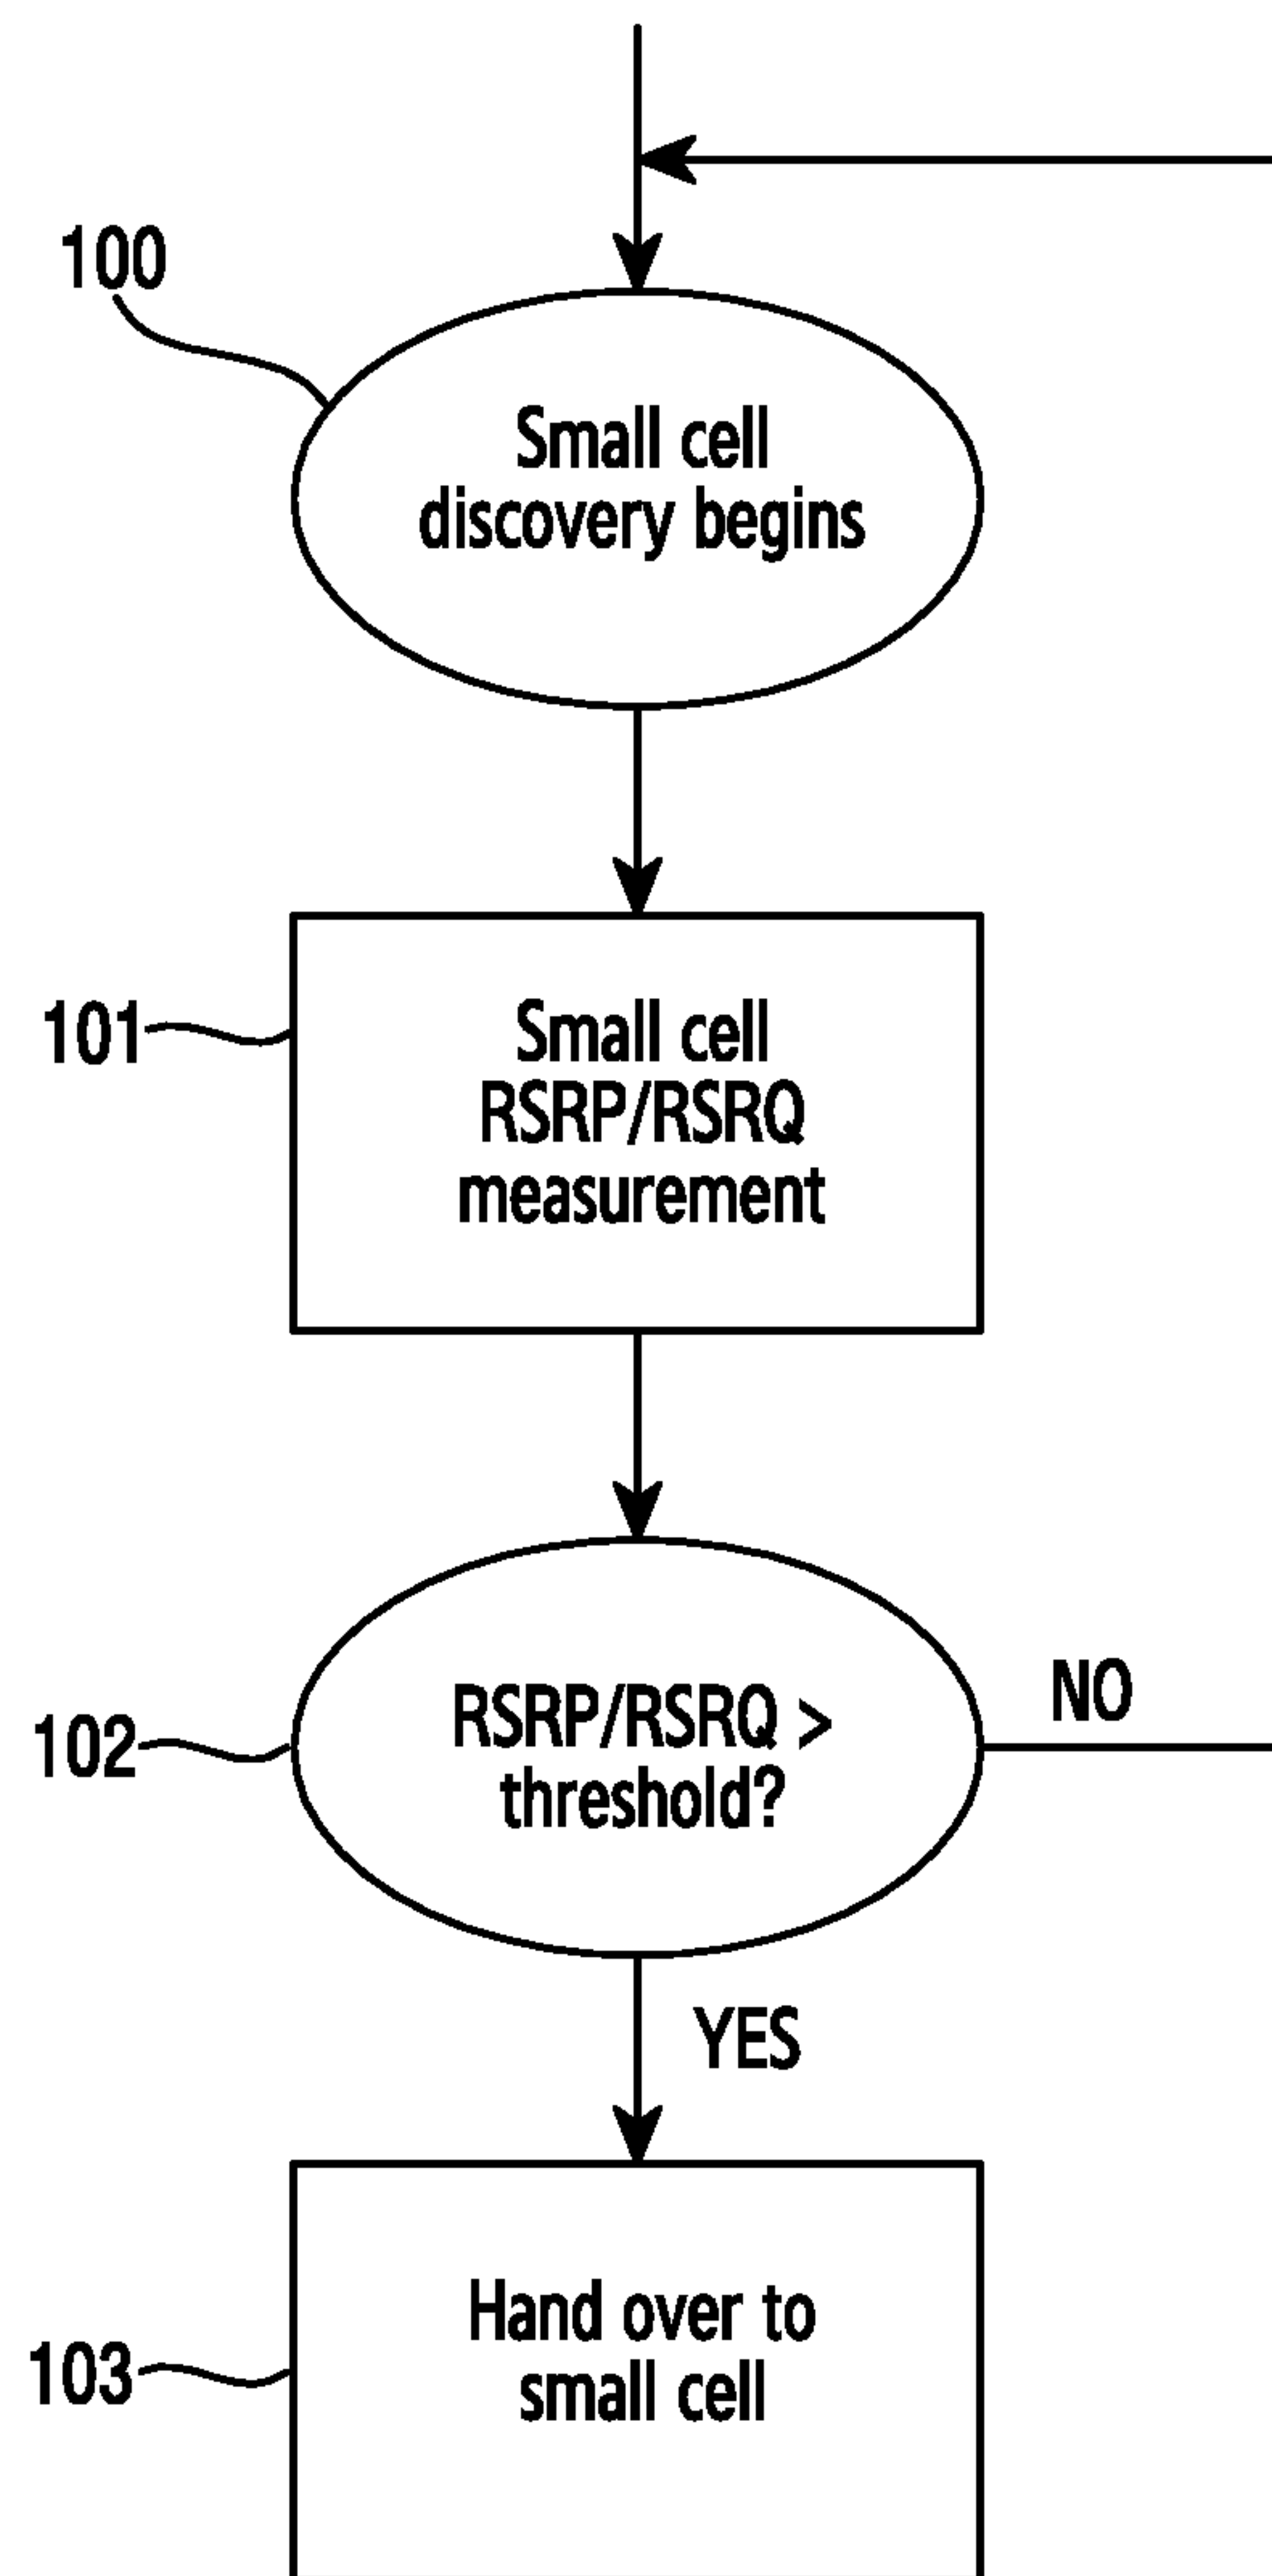 100
Small cell
discovery begins
101
Small cell
RSRP/RSRQ
measurement
102
RSRP/RSRQ >
threshold?
NO
YES
103
Hand over to
small cell